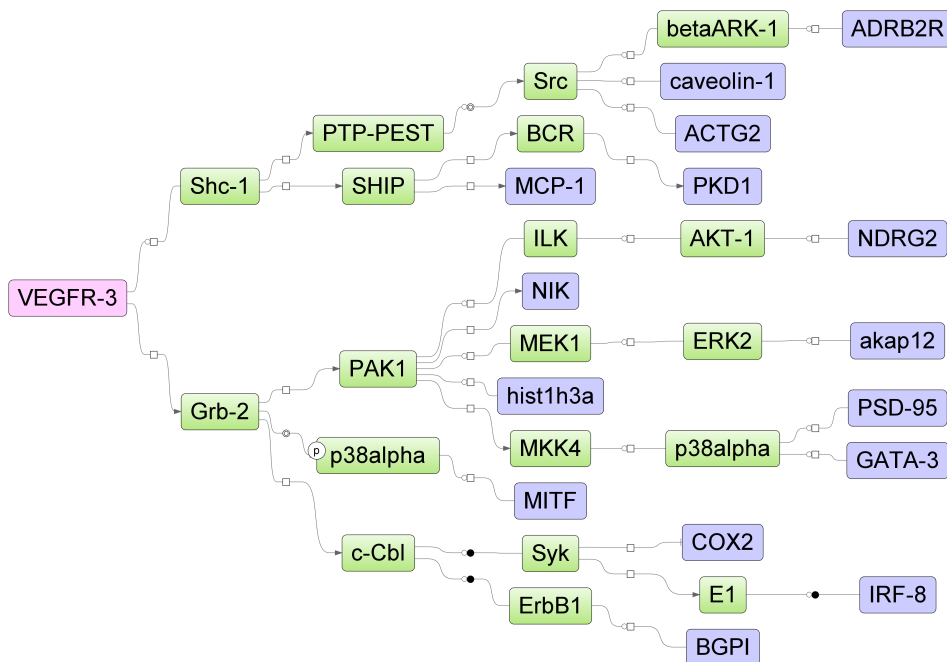 betaARK-1
ADRB2R
Src
caveolin-1
PTP-PEST
BCR
ACTG2
Shc-1
SHIP
MCP-1
PKD1
ILK
AKT-1
NDRG2
VEGFR-3
NIK
MEK1
ERK2
akap12
PAK1
hist1h3a
PSD-95
Grb-2
MKK4
p38alpha
GATA-3
p
p38alpha
MITF
c-Cbl
Syk
COX2
ErbB1
E1
IRF-8
BGPI